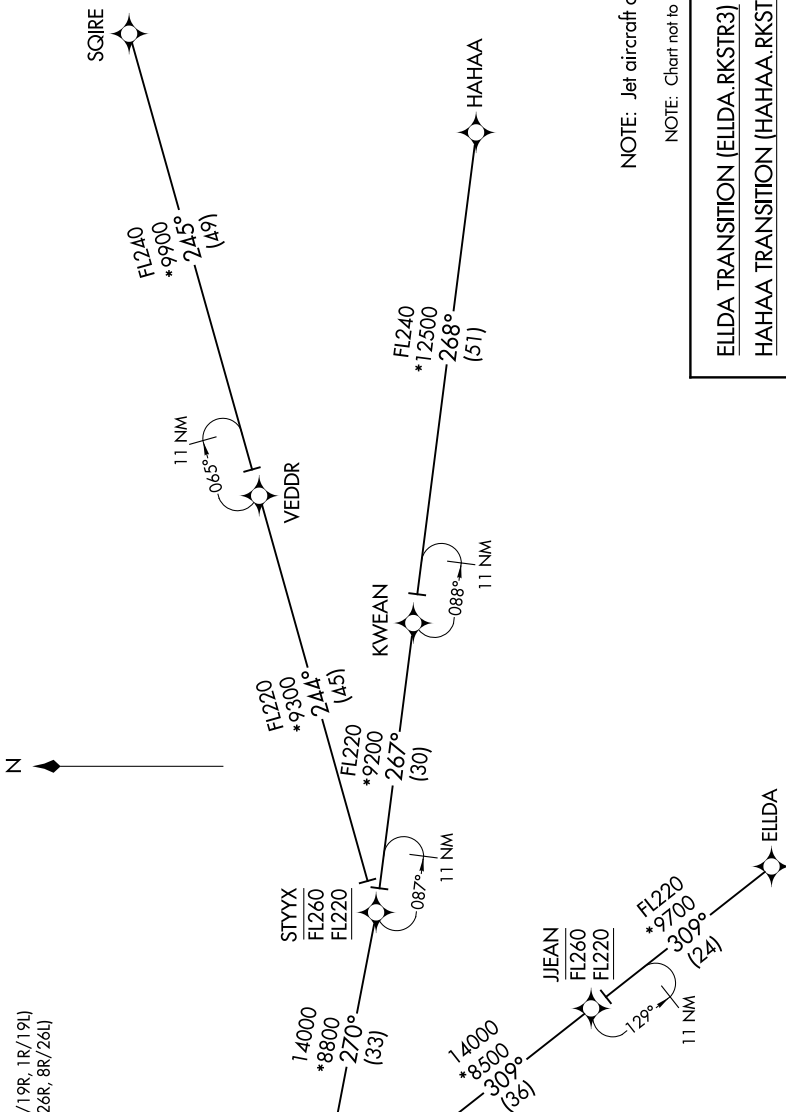 /19R, 1R/19L)
26R, 8R/26L)
N
SQIRE
FL240
*9900
245°
(49)
11 NM
065°
VEDDR
FL220
*9300
244°
(45)
HAHAA
FL240
*12500
268°
(51)
KWEAN
088°
11 NM
FL220
*9200
267°
(30)
STYYX
FL260
FL220
087°
11 NM
14000
*8800
270°
(33)
JJEAN
FL260
FL220
129°
11 NM
14000
*8500
309°
(36)
ELLDA
FL220
*9700
309°
(24)
NOTE: Jet aircraft
NOTE: Chart not to
ELLDA TRANSITION (ELLDA.RKSTR3)
HAHAA TRANSITION (HAHAA.RKST